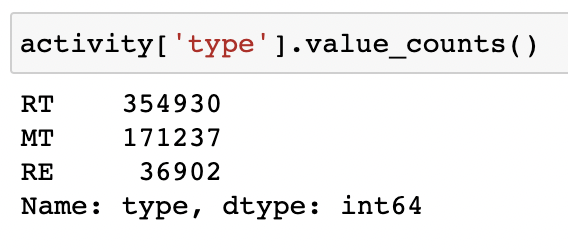 activity['type'].value_counts()
RT    354930
MT    171237
RE     36902
Name: type, dtype: int64